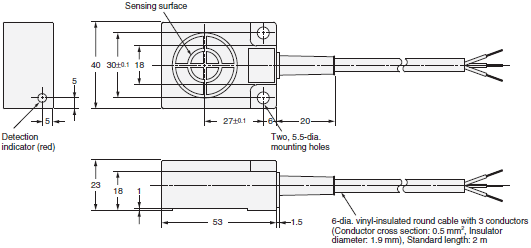 Sensing surface
40
30±0.1
18
5
5
27±0.1
6
20
Detection
indicator (red)
Two, 5.5-dia.
mounting holes
23
18
1
53
1.5
6-dia. vinyl-insulated round cable with 3 conductors
(Conductor cross section: 0.5 mm², Insulator
diameter: 1.9 mm), Standard length: 2 m